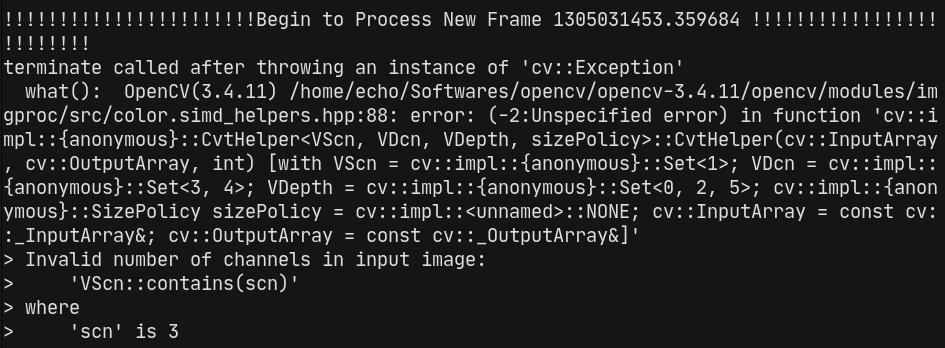 !!!!!!!!!!!!!!!!!!!!!!!Begin to Process New Frame 1305031453.359684 !!!!!!!!!!!!!!!!!
!!!!!!!!
terminate called after throwing an instance of 'cv::Exception'
  what():  OpenCV(3.4.11) /home/echo/Softwares/opencv/opencv-3.4.11/opencv/modules/im
gproc/src/color.simd_helpers.hpp:88: error: (-2:Unspecified error) in function 'cv::i
mpl::{anonymous}::CvtHelper<VScn, VDcn, VDepth, sizePolicy>::CvtHelper(cv::InputArray
, cv::OutputArray, int) [with VScn = cv::impl::{anonymous}::Set<1>; VDcn = cv::impl::
{anonymous}::Set<3, 4>; VDepth = cv::impl::{anonymous}::Set<0, 2, 5>; cv::impl::{anon
ymous}::SizePolicy sizePolicy = cv::impl::<unnamed>::NONE; cv::InputArray = const cv:
:_InputArray&; cv::OutputArray = const cv::_OutputArray&]'
> Invalid number of channels in input image:
>     'VScn::contains(scn)'
> where
>     'scn' is 3